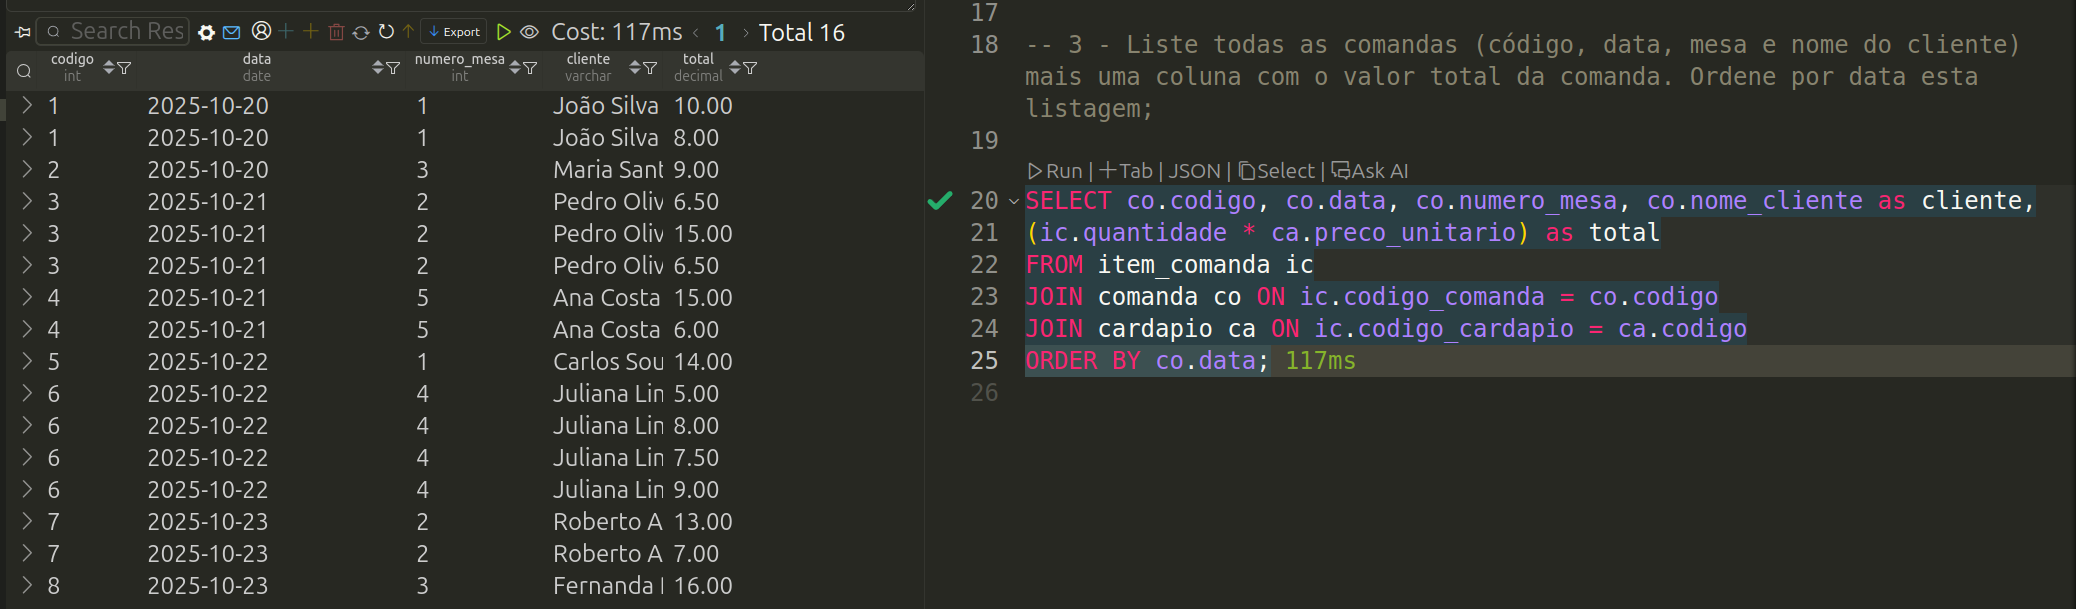 Search Res Export Cost: 117ms 1 Total 16
codigo data numero_mesa cliente total
int date int varchar decimal
1 2025-10-20 1 João Silva 10.00
1 2025-10-20 1 João Silva 8.00
2 2025-10-20 3 Maria Sant 9.00
3 2025-10-21 2 Pedro Oliv 6.50
3 2025-10-21 2 Pedro Oliv 15.00
3 2025-10-21 2 Pedro Oliv 6.50
4 2025-10-21 5 Ana Costa 15.00
4 2025-10-21 5 Ana Costa 6.00
5 2025-10-22 1 Carlos Sou 14.00
6 2025-10-22 4 Juliana Lin 5.00
6 2025-10-22 4 Juliana Lin 8.00
6 2025-10-22 4 Juliana Lin 7.50
6 2025-10-22 4 Juliana Lin 9.00
7 2025-10-23 2 Roberto A 13.00
7 2025-10-23 2 Roberto A 7.00
8 2025-10-23 3 Fernanda 16.00
17
18 -- 3 - Liste todas as comandas (código, data, mesa e nome do cliente)
mais uma coluna com o valor total da comanda. Ordene por data esta
listagem;
19
Run | Tab | JSON | Select | Ask AI
20 SELECT co.codigo, co.data, co.numero_mesa, co.nome_cliente as cliente,
21 (ic.quantidade * ca.preco_unitario) as total
22 FROM item_comanda ic
23 JOIN comanda co ON ic.codigo_comanda = co.codigo
24 JOIN cardapio ca ON ic.codigo_cardapio = ca.codigo
25 ORDER BY co.data; 117ms
26